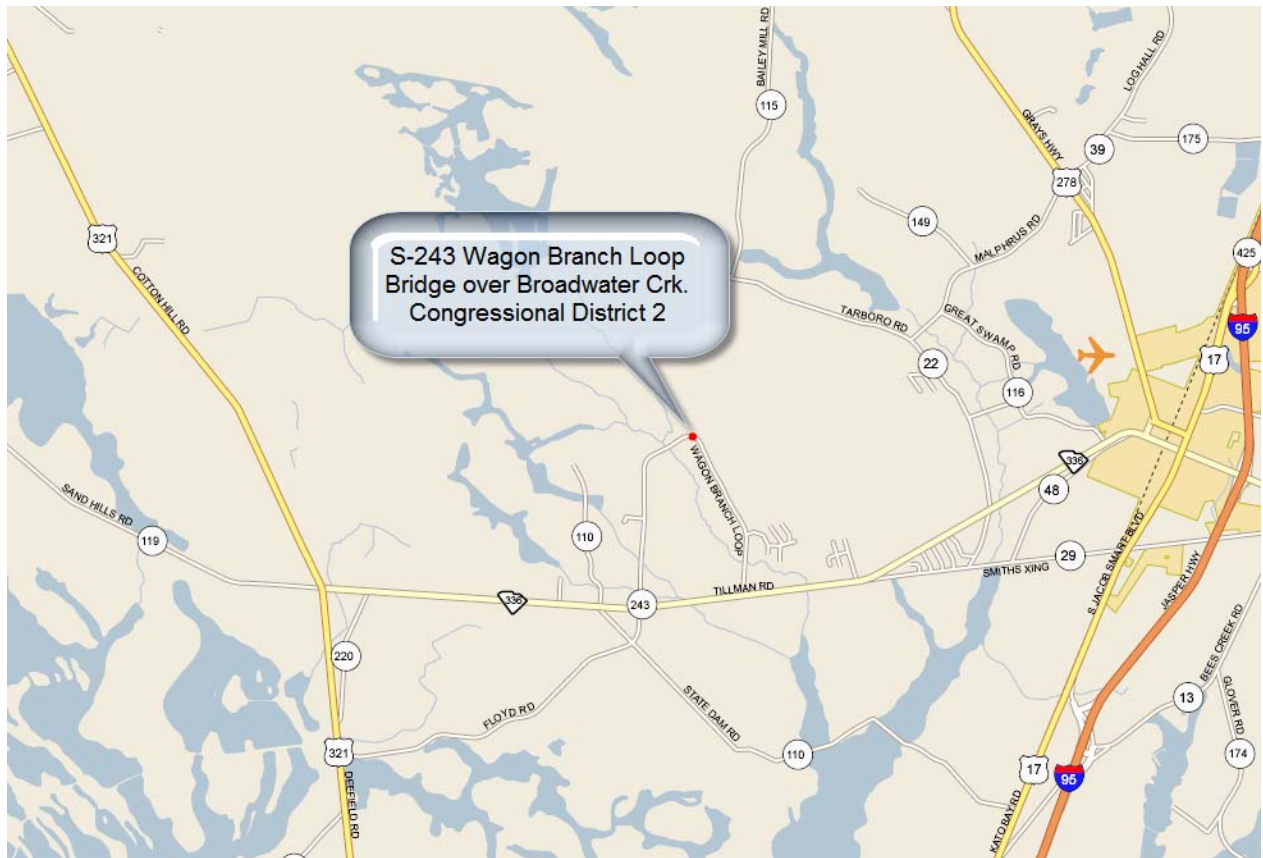 BAILEY MILL RD
115
LOG HALL RD
GRAYS HWY
39
175
278
321
149
MALPHRUS RD
425
COTTON HILL RD
S-243 Wagon Branch Loop
Bridge over Broadwater Crk.
Congressional District 2
TARBORO RD
GREAT SWAMP RD
95
17
22
116
WAGON BRANCH LOOP
336
48
SAND HILLS RD
119
110
29
SMITHS XING
S JACOB SMART BLVD
JASPER HWY
TILLMAN RD
336
243
220
BEES CREEK RD
13
GLOVER RD
FLOYD RD
STATE DAM RD
321
110
174
17
95
DEEFIELD RD
KATO BAY RD